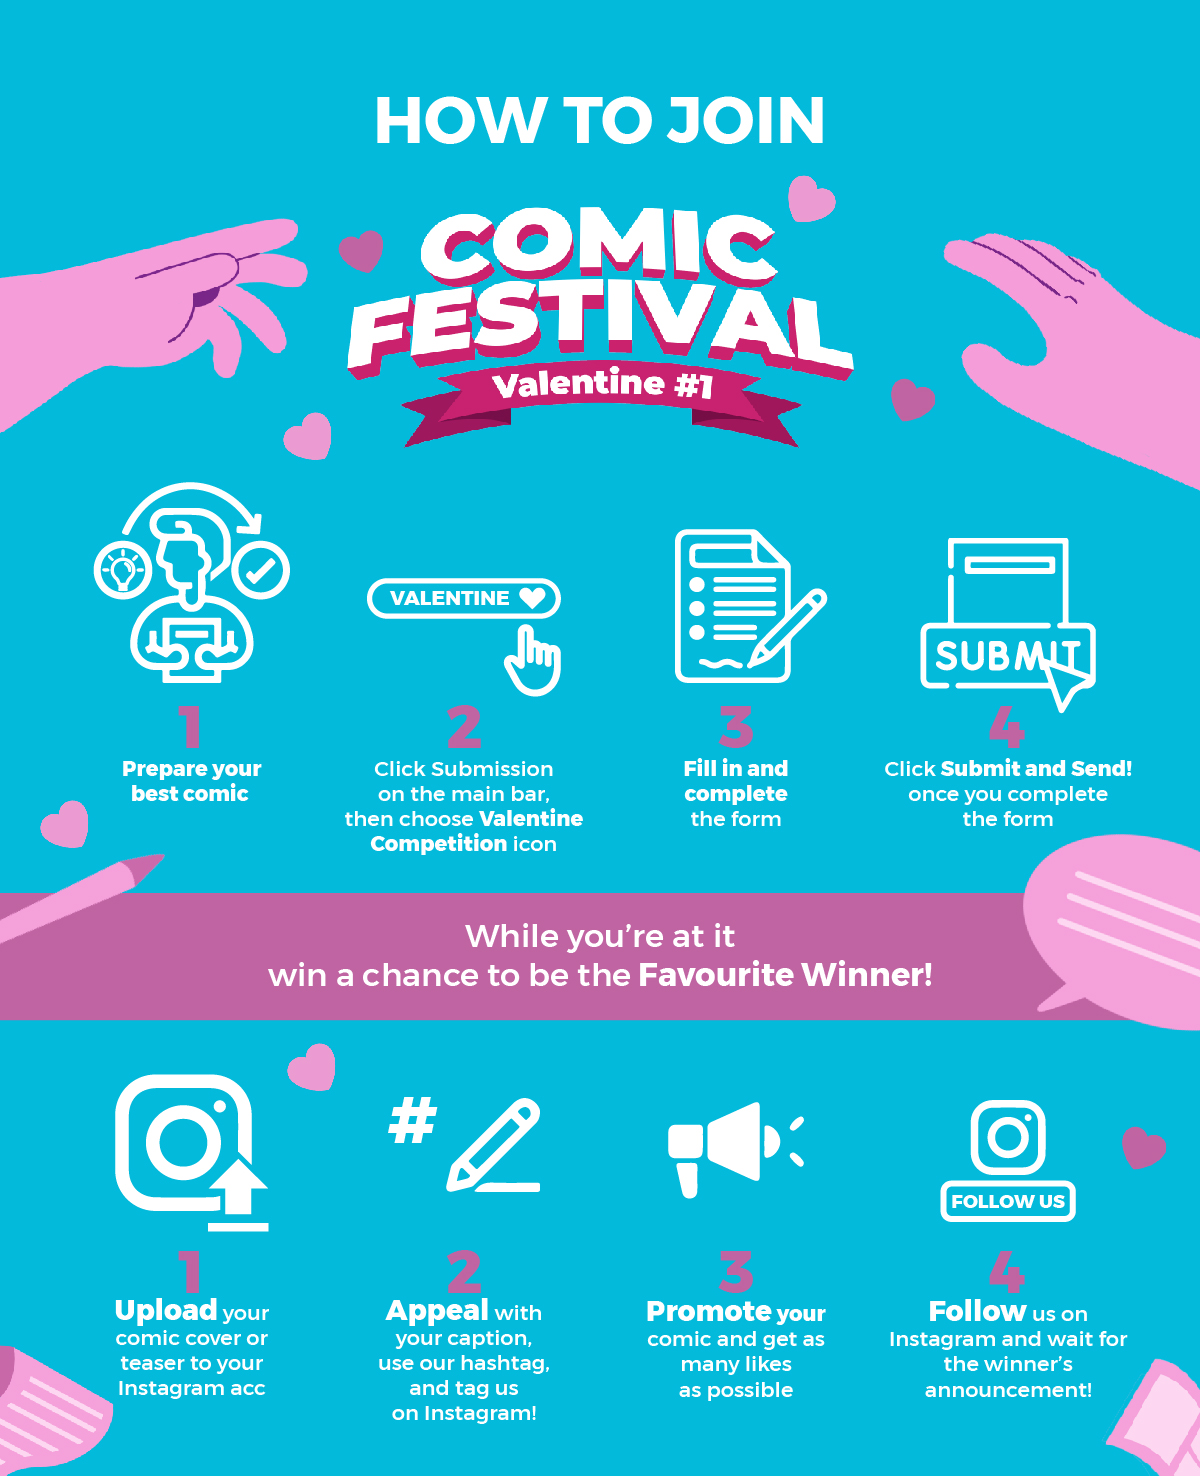 HOW TO JOIN
COMIC
FESTIVAL
Valentine #1
VALENTINE
SUBMIT
1
Prepare your
best comic
2
Click Submission
on the main bar,
then choose Valentine
Competition icon
3
Fill in and
complete
the form
4
Click Submit and Send!
once you complete
the form
While you're at it
win a chance to be the Favourite Winner!
#
FOLLOW US
1
Upload your
comic cover or
teaser to your
Instagram acc
2
Appeal with
your caption,
use our hashtag,
and tag us
on Instagram!
3
Promote your
comic and get as
many likes
as possible
4
Follow us on
Instagram and wait for
the winner's
announcement!